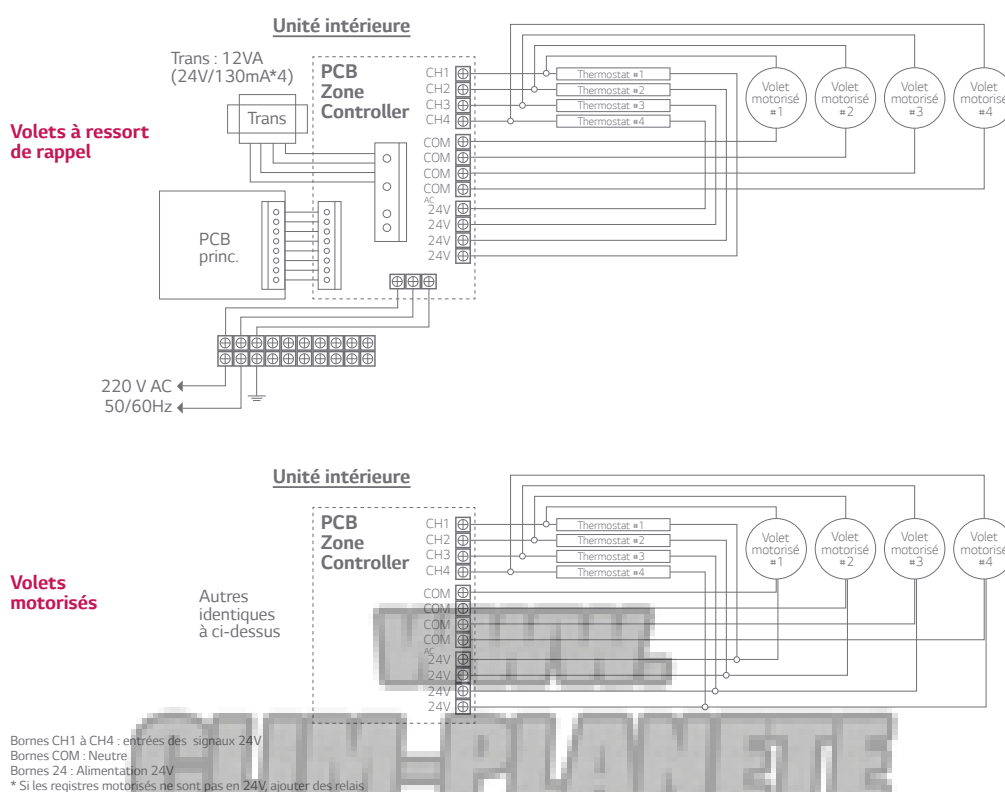 Unité intérieure
Trans : 12VA
(24V/130mA*4)
Trans
Volets à ressort
de rappel
PCB
Zone
Controller
CH1
CH2
CH3
CH4
COM
COM
COM
COM
AC
24V
24V
24V
24V
Thermostat #1
Thermostat #2
Thermostat #3
Thermostat #4
Volet
motorisé
#1
Volet
motorisé
#2
Volet
motorisé
#3
Volet
motorisé
#4
PCB
princ.
220 V AC
50/60Hz
Unité intérieure
Volets
motorisés
Autres
identiques
à ci-dessus
PCB
Zone
Controller
CH1
CH2
CH3
CH4
COM
COM
COM
COM
AC
24V
24V
24V
24V
Thermostat #1
Thermostat #2
Thermostat #3
Thermostat #4
Volet
motorisé
#1
Volet
motorisé
#2
Volet
motorisé
#3
Volet
motorisé
#4
www.
CLIM-PLANETE
Bornes CH1 à CH4 : entrées des signaux 24V
Bornes COM : Neutre
Bornes 24 : Alimentation 24V
* Si les registres motorisés ne sont pas en 24V, ajouter des relais